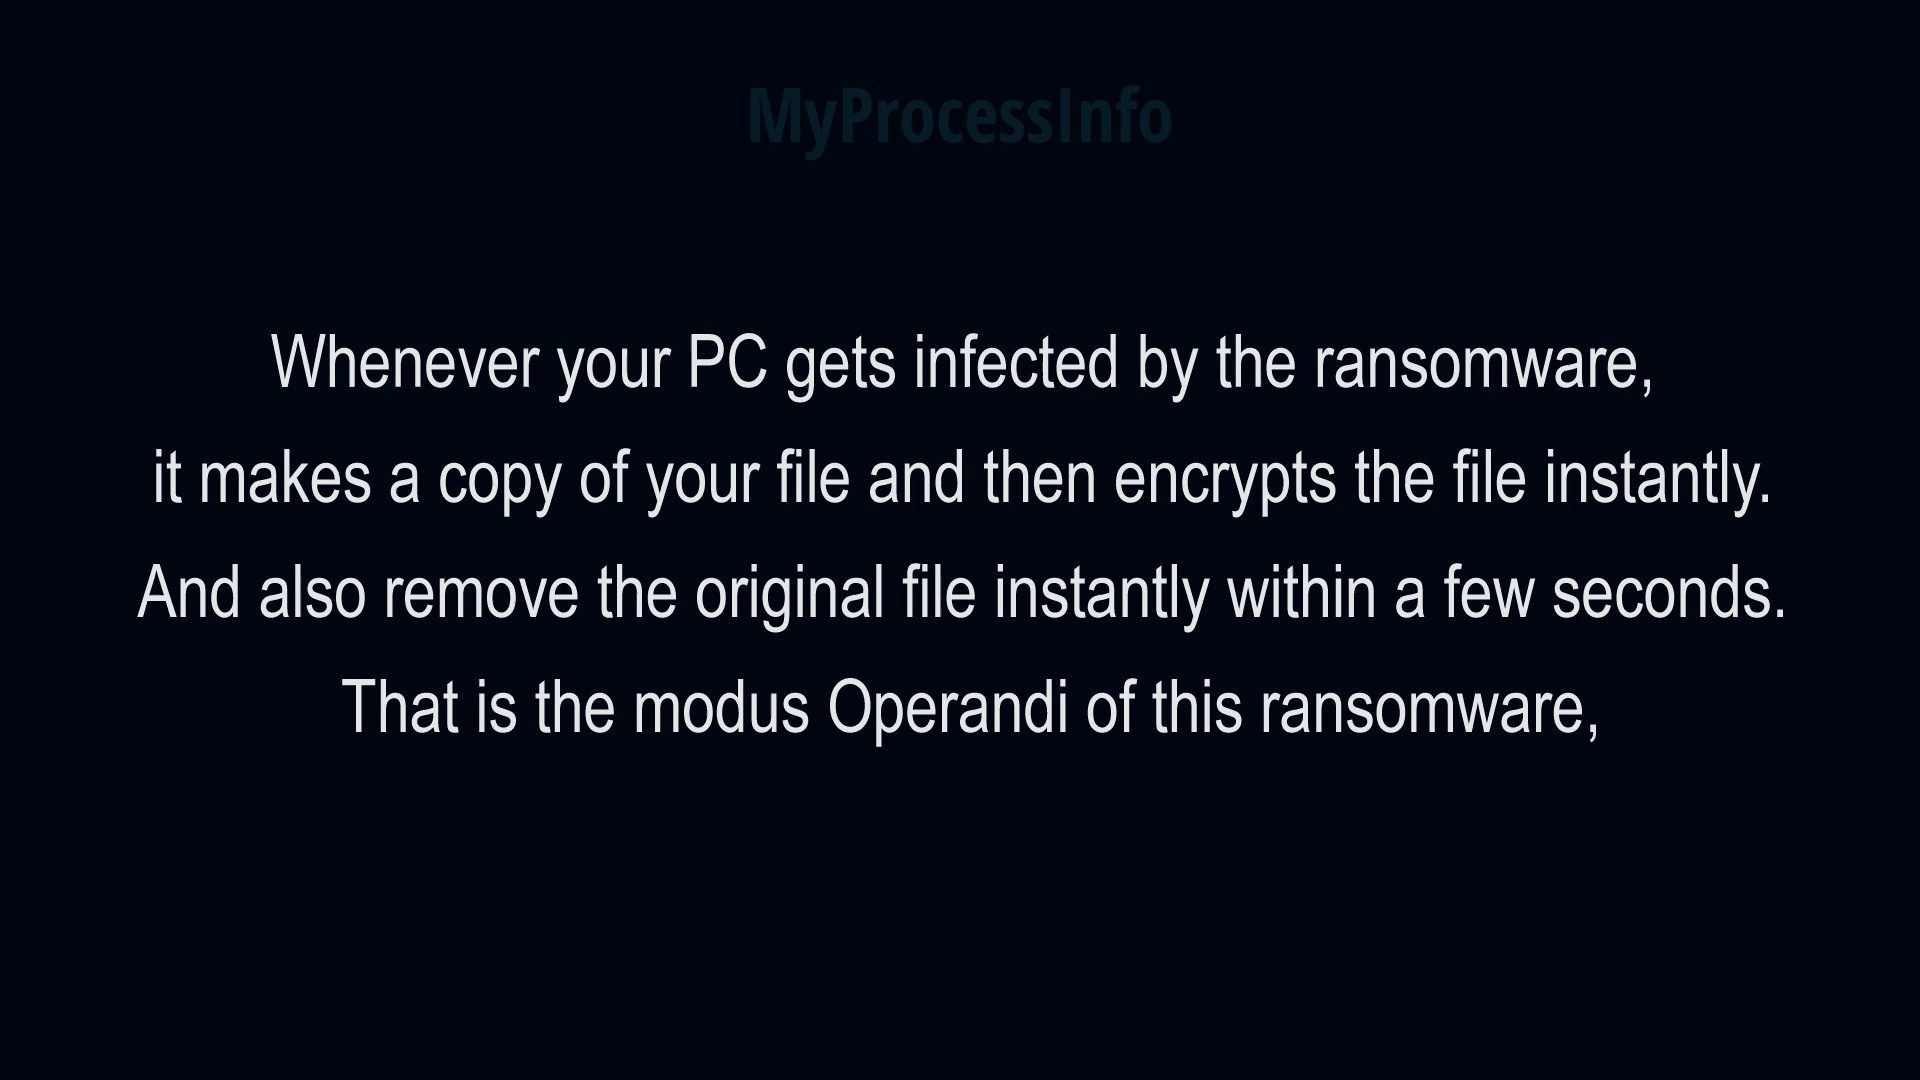 MyProcessInfo
Whenever your PC gets infected by the ransomware,
it makes a copy of your file and then encrypts the file instantly.
And also remove the original file instantly within a few seconds.
That is the modus Operandi of this ransomware,